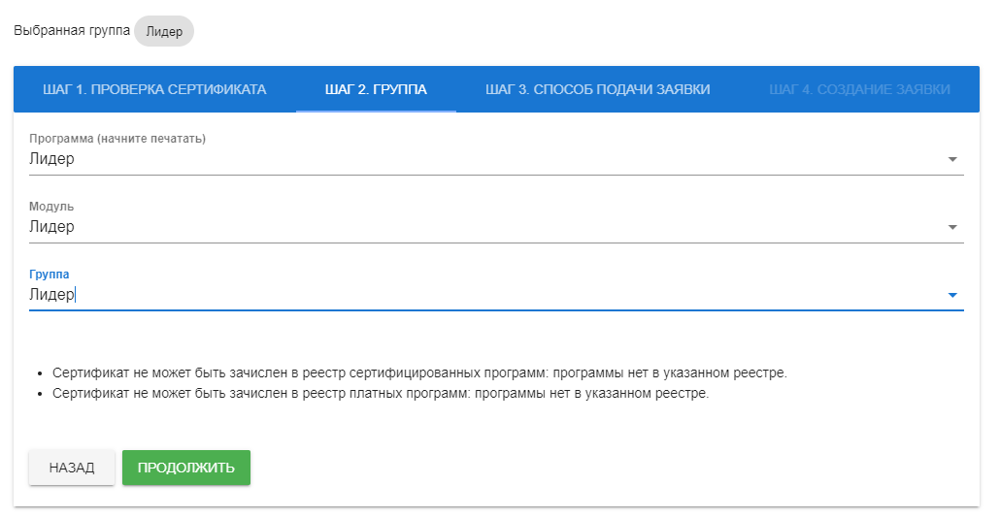 Выбранная группа Лидер
ШАГ 1. ПРОВЕРКА СЕРТИФИКАТА ШАГ 2. ГРУППА ШАГ 3. СПОСОБ ПОДАЧИ ЗАЯВКИ ШАГ 4. СОЗДАНИЕ ЗАЯВКИ
Программа (начните печатать)
Лидер
Модуль
Лидер
Группа
Лидер
Сертификат не может быть зачислен в реестр сертифицированных программ: программы нет в указанном реестре.
Сертификат не может быть зачислен в реестр платных программ: программы нет в указанном реестре.
НАЗАД ПРОДОЛЖИТЬ